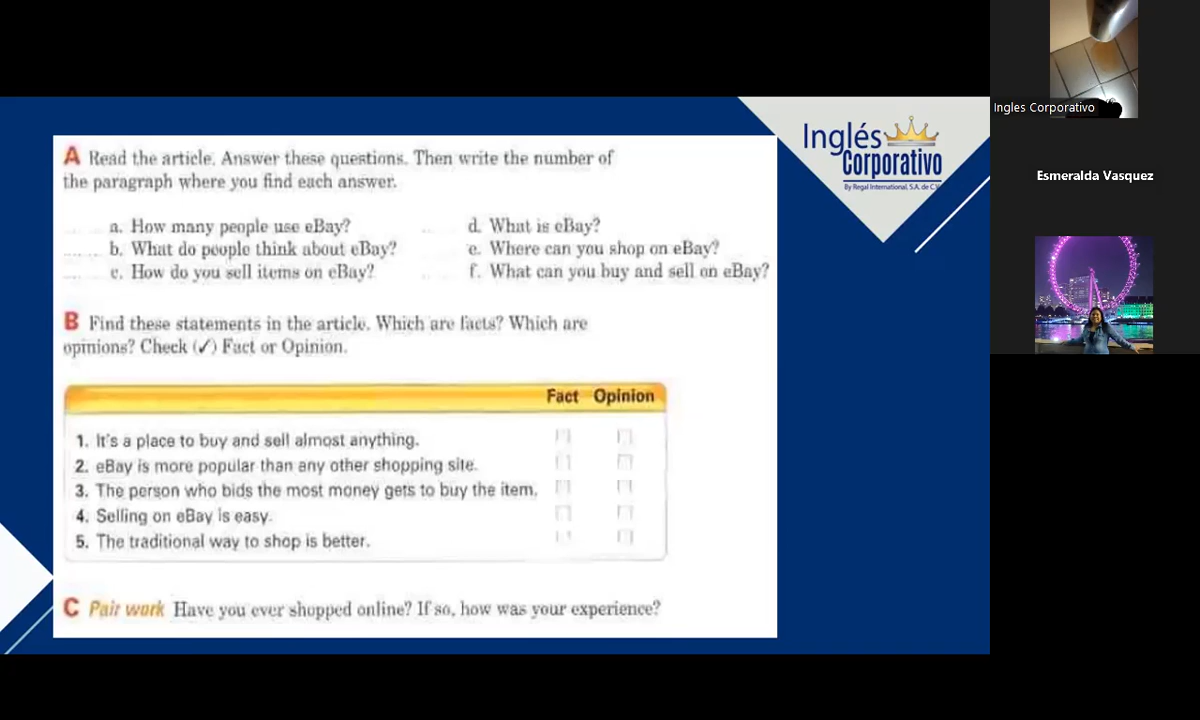 A Read the article. Answer these questions. Then write the number of
the paragraph where you find each answer.
a. How many people use eBay?
b. What do people think about eBay?
c. How do you sell items on eBay?
d. What is eBay?
e. Where can you shop on eBay?
f. What can you buy and sell on eBay?
B Find these statements in the article. Which are facts? Which are
opinions? Check (✓) Fact or Opinion.
Fact Opinion
1. It's a place to buy and sell almost anything.
2. eBay is more popular than any other shopping site.
3. The person who bids the most money gets to buy the item.
4. Selling on eBay is easy.
5. The traditional way to shop is better.
C Pair work Have you ever shopped online? If so, how was your experience?
Inglés
Corporativo
By Regal International, S.A. de C.V.
Ingles Corporativo
Esmeralda Vasquez